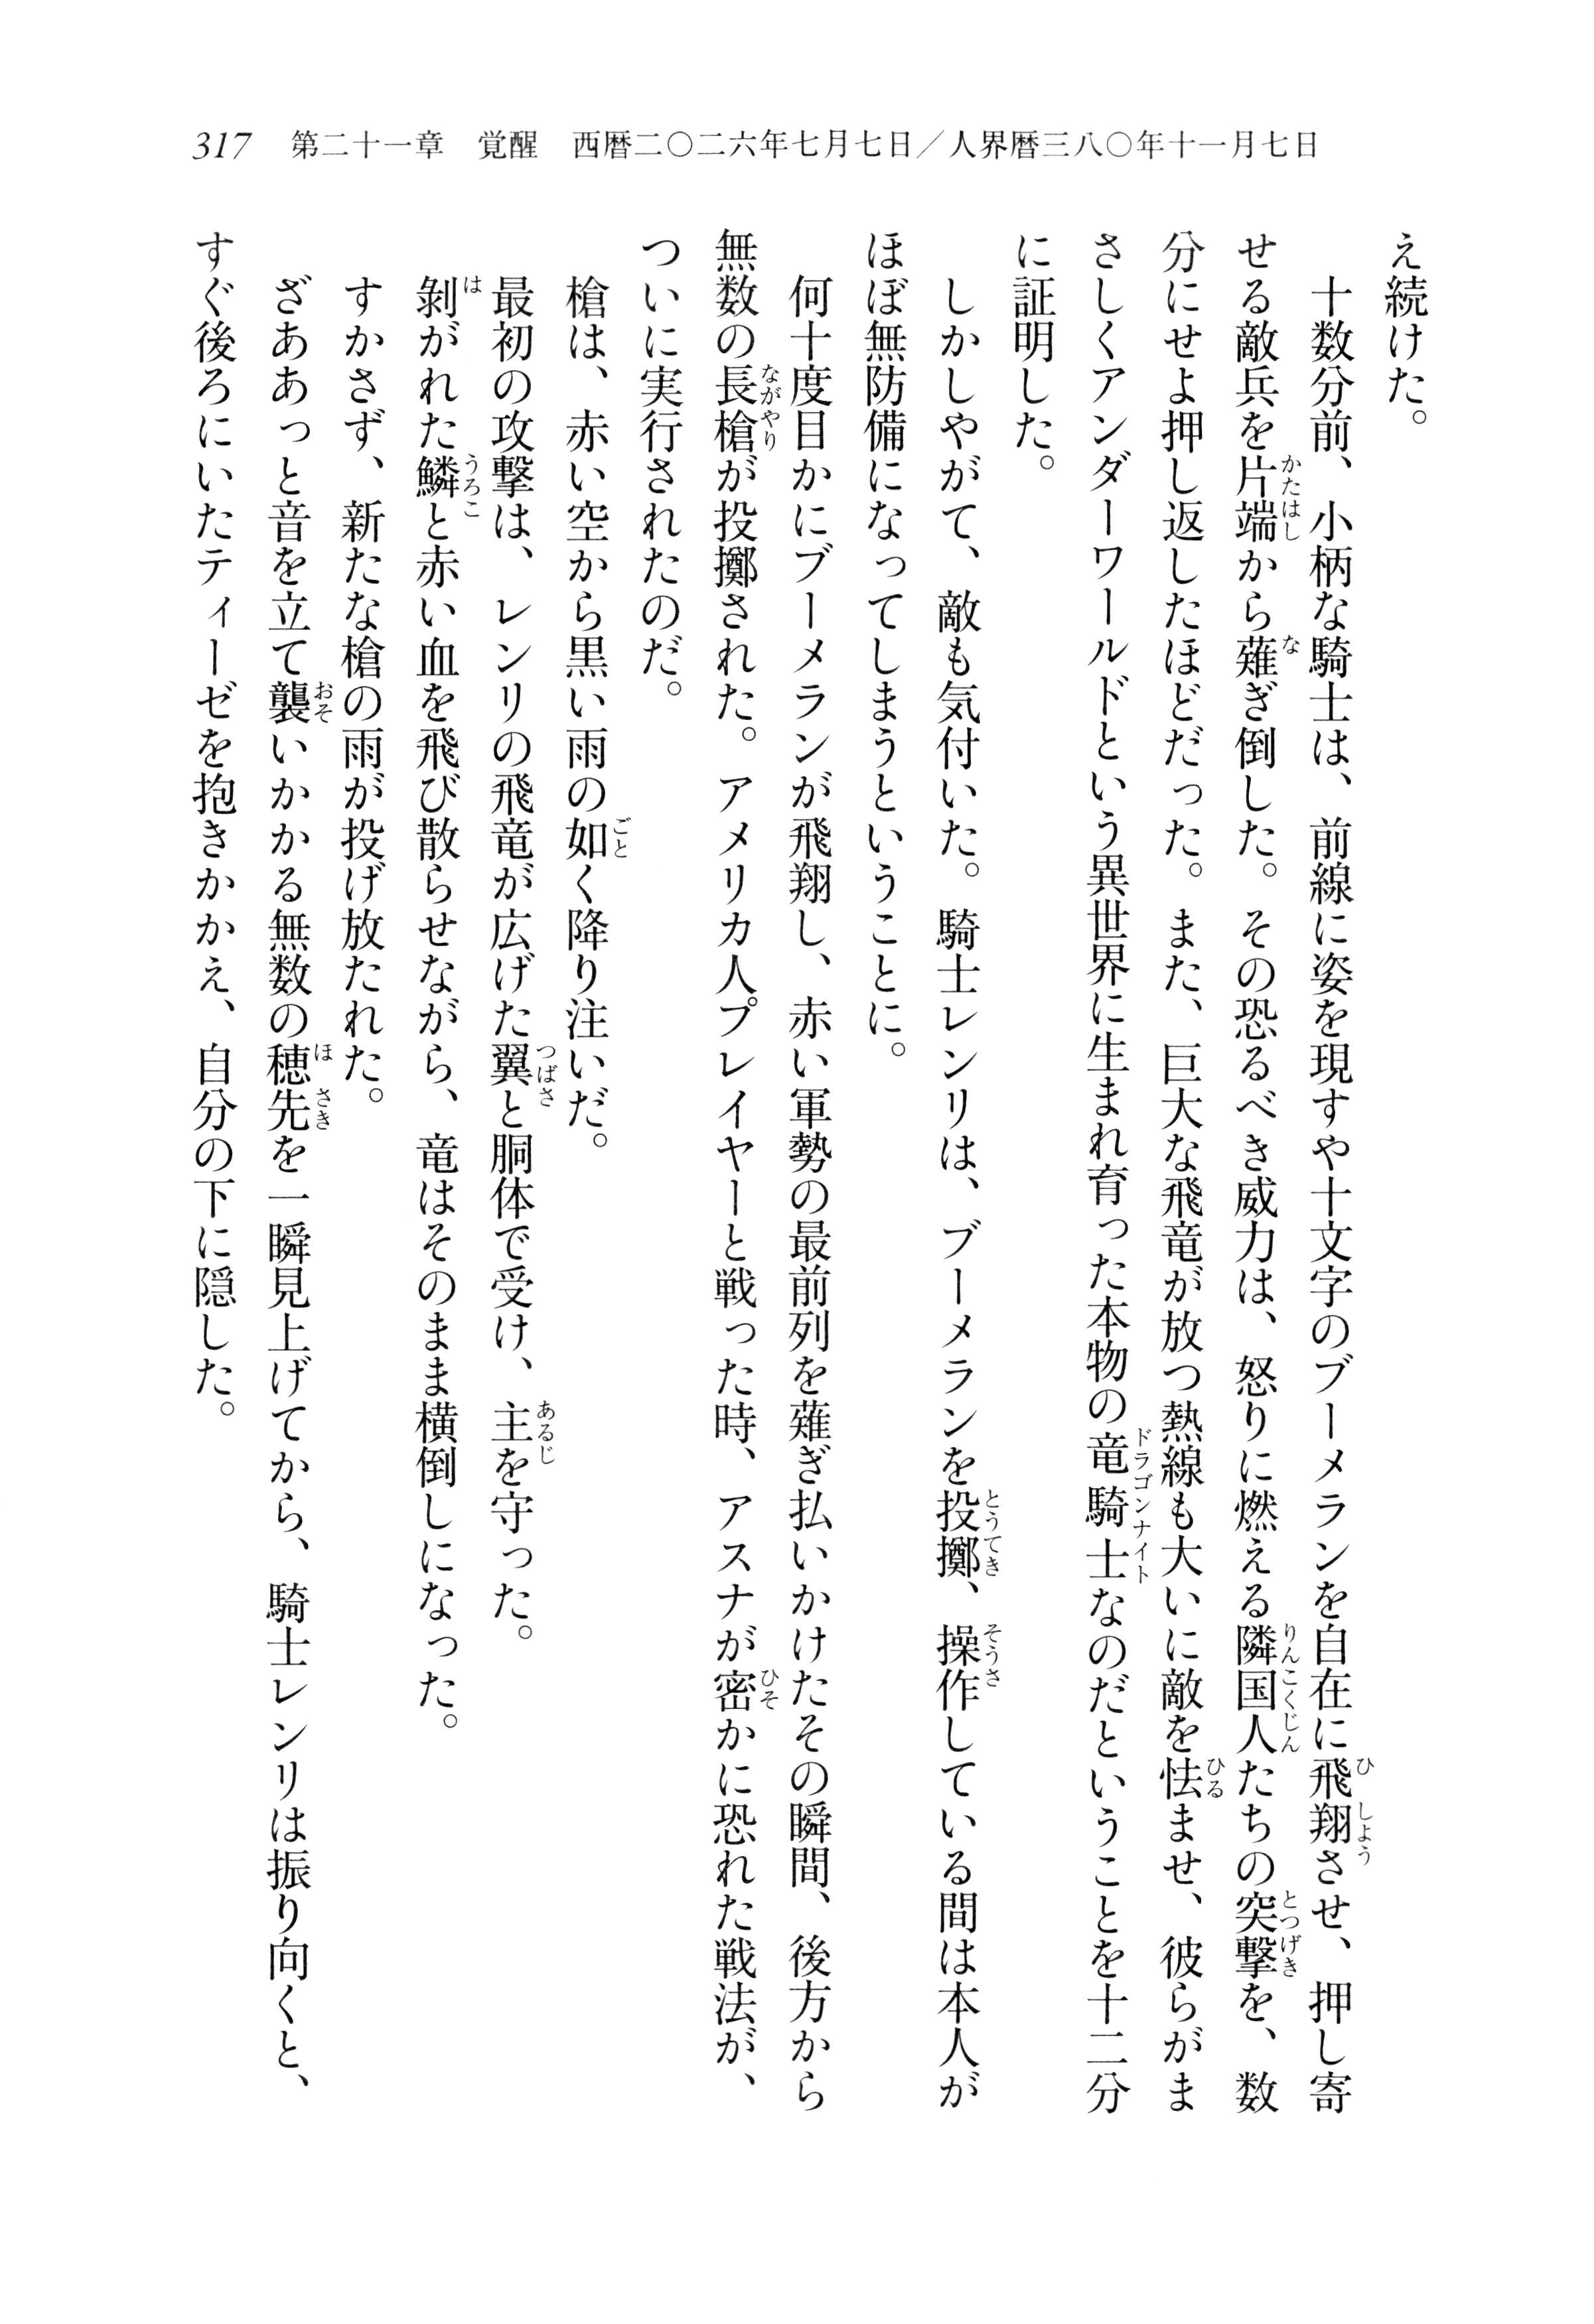 317　第二十一章　覚醒　西暦二〇二六年七月七日／人界暦三八〇年十一月七日
え続けた。
　十数分前、小柄な騎士は、前線に姿を現すや十文字のブーメランを自在に飛翔させ、押し寄
せる敵兵を片端から薙ぎ倒した。その恐るべき威力は、怒りに燃える隣国人たちの突撃を、数
分にせよ押し返したほどだった。また、巨大な飛竜が放つ熱線も大いに敵を怯ませ、彼らがま
さしくアンダーワールドという異世界に生まれ育った本物の竜騎士なのだということを十二分
に証明した。
　しかしやがて、敵も気付いた。騎士レンリは、ブーメランを投擲、操作している間は本人が
ほぼ無防備になってしまうということに。
　何十度目かにブーメランが飛翔し、赤い軍勢の最前列を薙ぎ払いかけたその瞬間、後方から
無数の長槍が投擲された。アメリカ人プレイヤーと戦った時、アスナが密かに恐れた戦法が、
ついに実行されたのだ。
　槍は、赤い空から黒い雨の如く降り注いだ。
　最初の攻撃は、レンリの飛竜が広げた翼と胴体で受け、主を守った。
　剝がれた鱗と赤い血を飛び散らせながら、竜はそのまま横倒しになった。
　すかさず、新たな槍の雨が投げ放たれた。
　ざああっと音を立て襲いかかる無数の穂先を一瞬見上げてから、騎士レンリは振り向くと、
すぐ後ろにいたティーゼを抱きかかえ、自分の下に隠した。